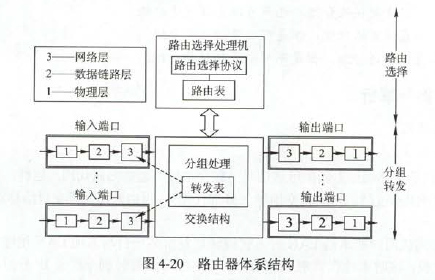 3——网络层
2——数据链路层
1——物理层
路由选择处理机
路由选择协议
路由表
路由
选择
输入端口
1
2
3
输入端口
1
2
3
分组处理
转发表
交换结构
输出端口
3
2
1
输出端口
3
2
1
分组
转发
图 4-20 路由器体系结构